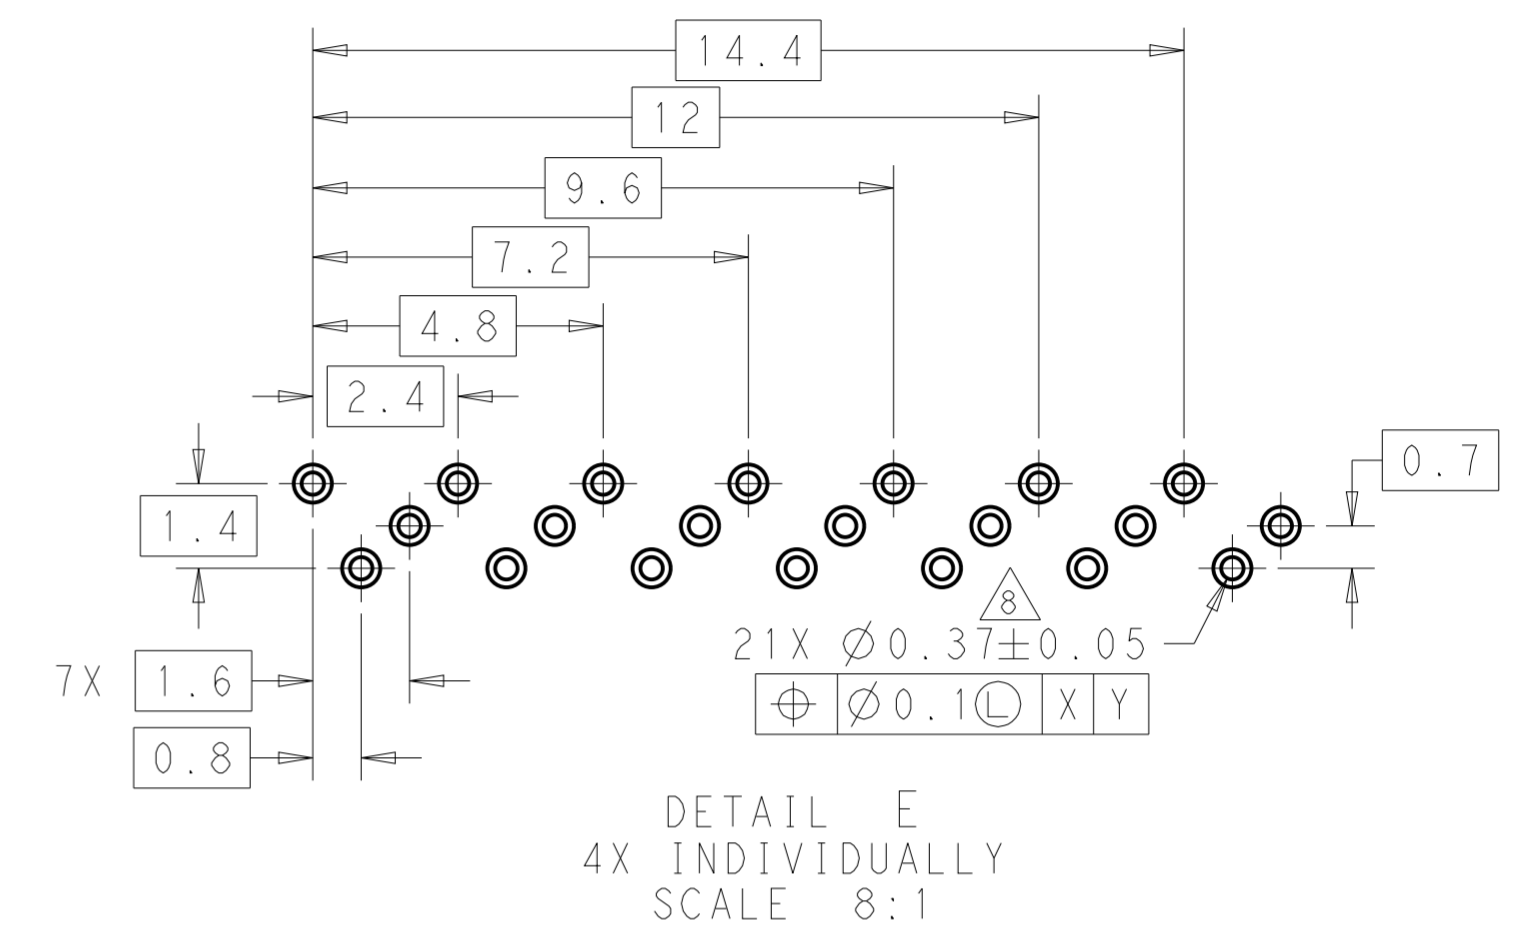 14.4
12
9.6
7.2
4.8
2.4
0.7
1.4
8
21X ⌀0.37±0.05
7X 1.6
⌖ ⌀0.1Ⓛ X Y
0.8
DETAIL E
4X INDIVIDUALLY
SCALE 8:1